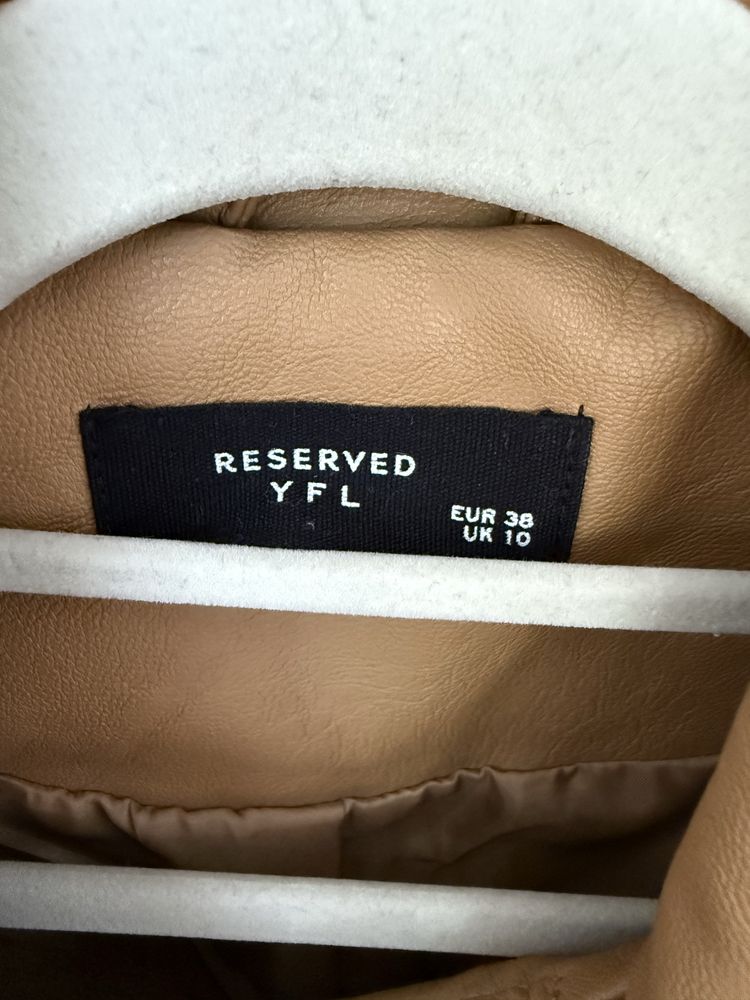 RESERVED
YFL
EUR 38
UK 10